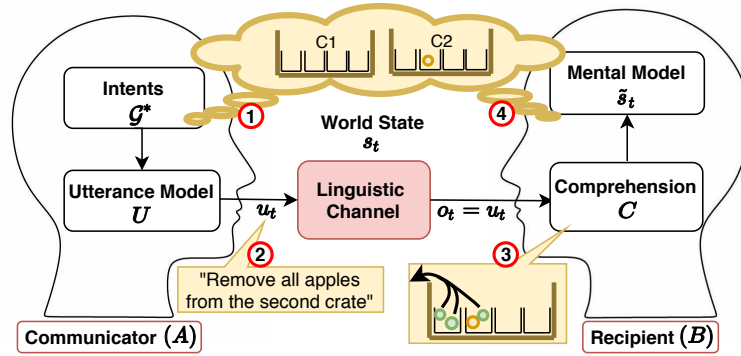 C1
C2
Intents
𝒢*
1
4
Mental Model
s̃ₜ
World State
sₜ
Utterance Model
U
uₜ
Linguistic
Channel
oₜ = uₜ
Comprehension
C
2
"Remove all apples
from the second crate"
3
Communicator (A)
Recipient (B)